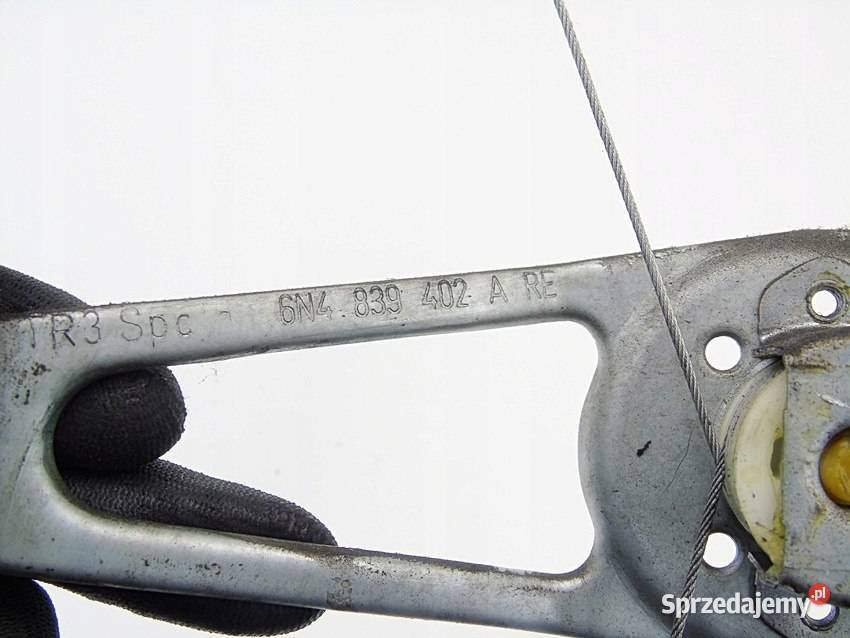 6N4 839 402 A RE
TR3 Spc
Sprzedajemy.pl